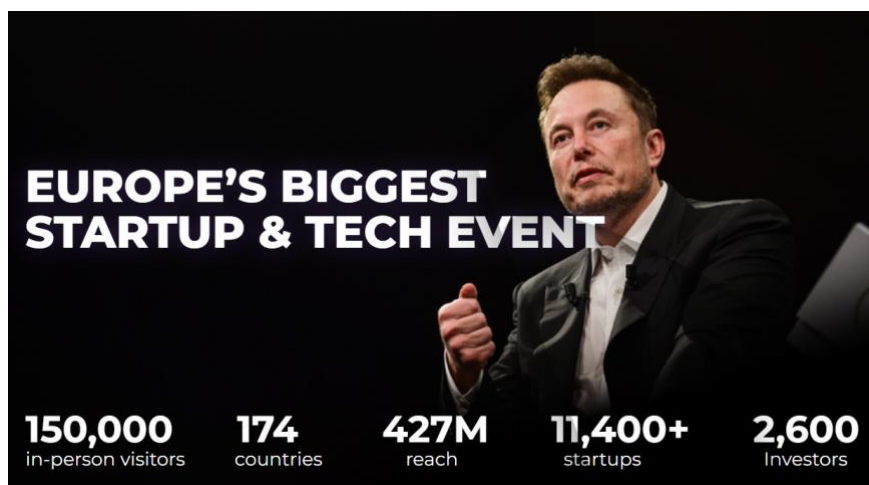 EUROPE’S BIGGEST
STARTUP & TECH EVENT
150,000 174 427M 11,400+ 2,600
in-person visitors countries reach startups Investors